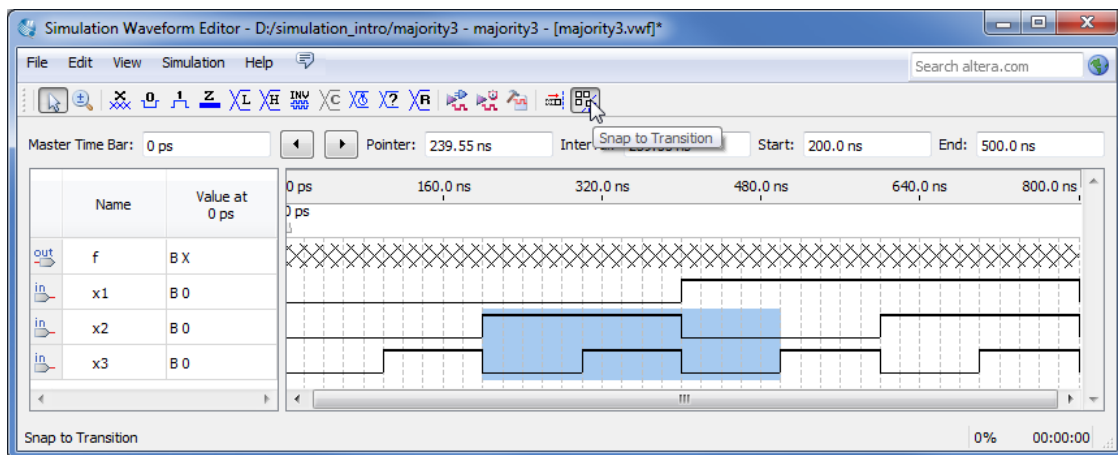 Simulation Waveform Editor - D:/simulation_intro/majority3 - majority3 - [majority3.vwf]*
File Edit View Simulation Help Search altera.com
Master Time Bar: 0 ps Pointer: 239.55 ns Interv Snap to Transition Start: 200.0 ns End: 500.0 ns
Name Value at 0 ps
0 ps 160.0 ns 320.0 ns 480.0 ns 640.0 ns 800.0 ns
0 ps
out f B X
in x1 B 0
in x2 B 0
in x3 B 0
Snap to Transition 0% 00:00:00